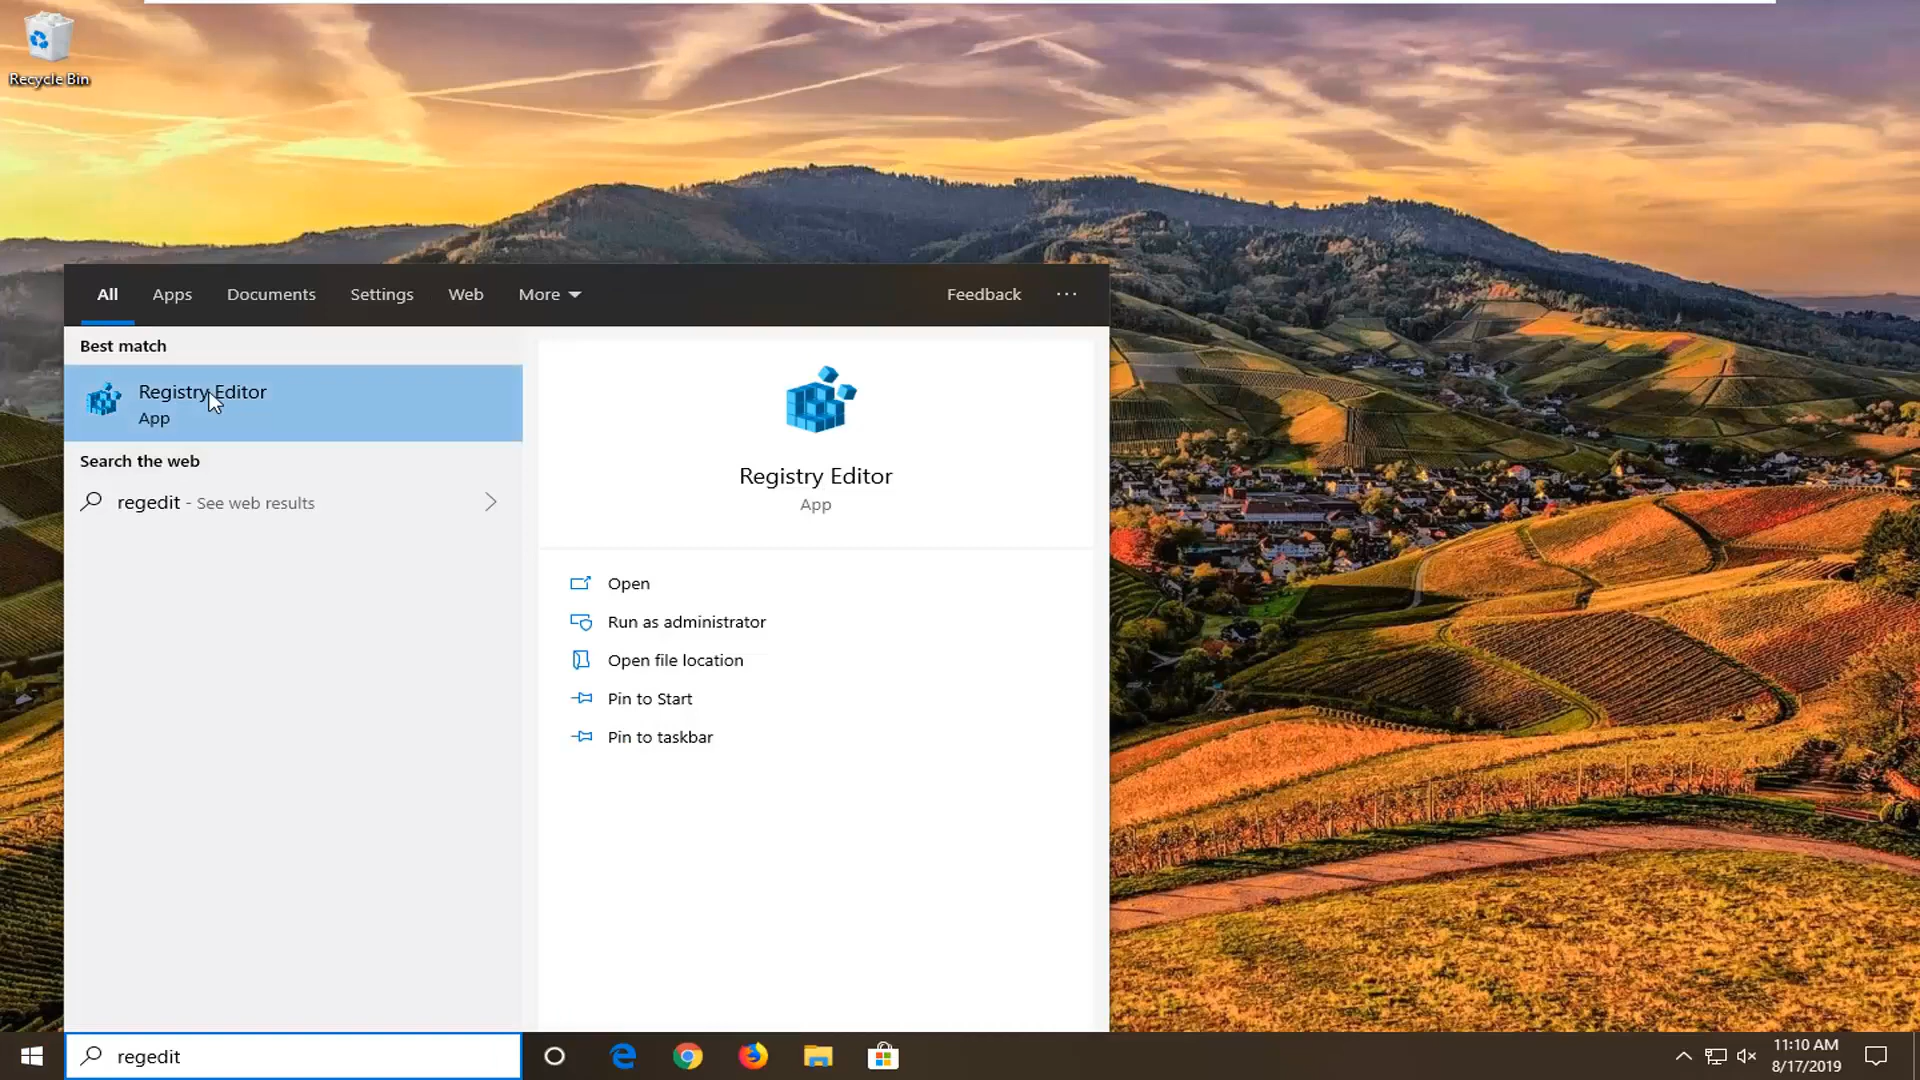 Recycle Bin
All Apps Documents Settings Web More Feedback ···
Best match
Registry Editor
App
Search the web
regedit - See web results
Registry Editor
App
Open
Run as administrator
Open file location
Pin to Start
Pin to taskbar
regedit
11:10 AM
8/17/2019